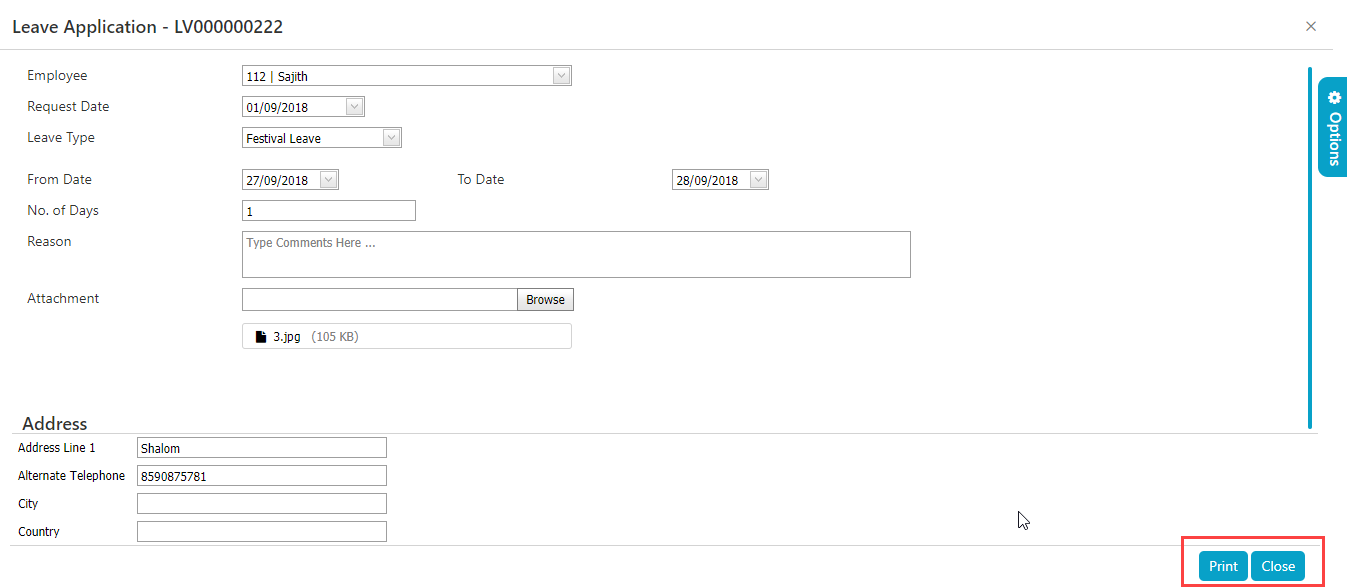 Leave Application - LV000000222
Employee 112 | Sajith
Request Date 01/09/2018
Leave Type Festival Leave
Options
From Date 27/09/2018 To Date 28/09/2018
No. of Days 1
Reason Type Comments Here ...
Attachment Browse
3.jpg (105 KB)
Address
Address Line 1 Shalom
Alternate Telephone 8590875781
City
Country
Print Close